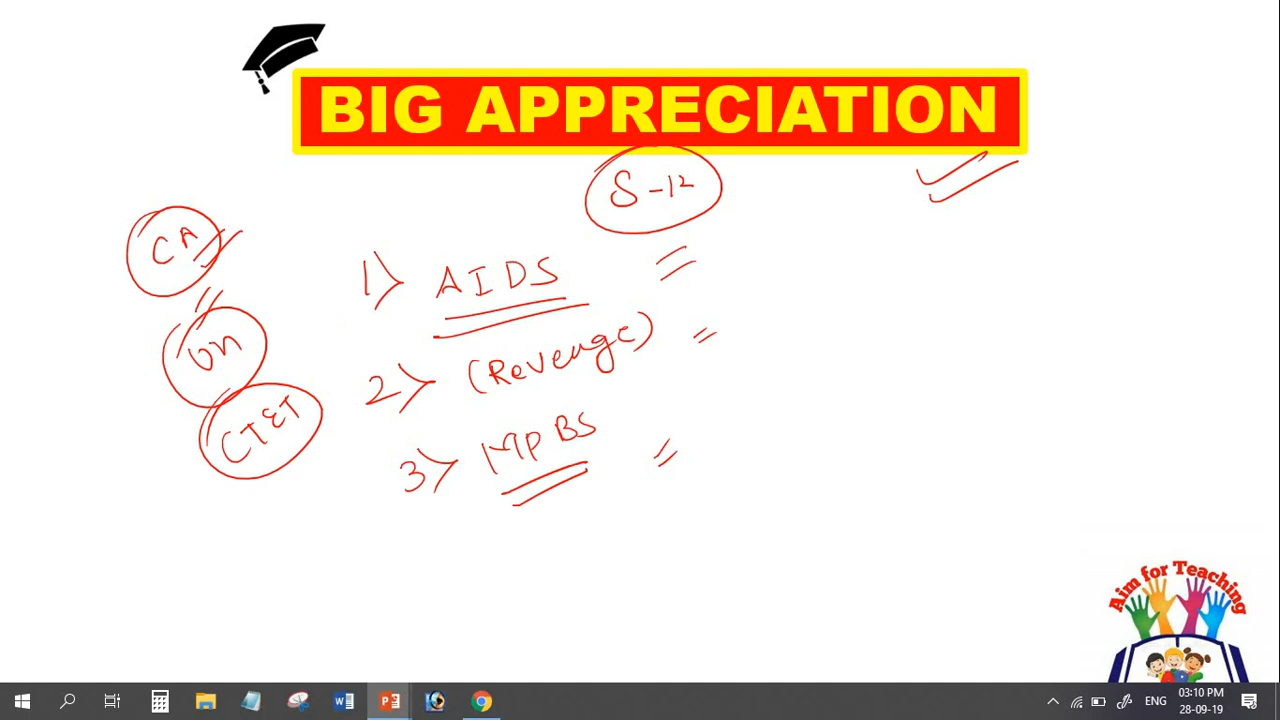 BIG APPRECIATION
8-12
CA
1) AIDS =
un
2) (Revenge) =
CTET
3) MPBS =
Aim for Teaching
ENG
03:10 PM
28-09-19